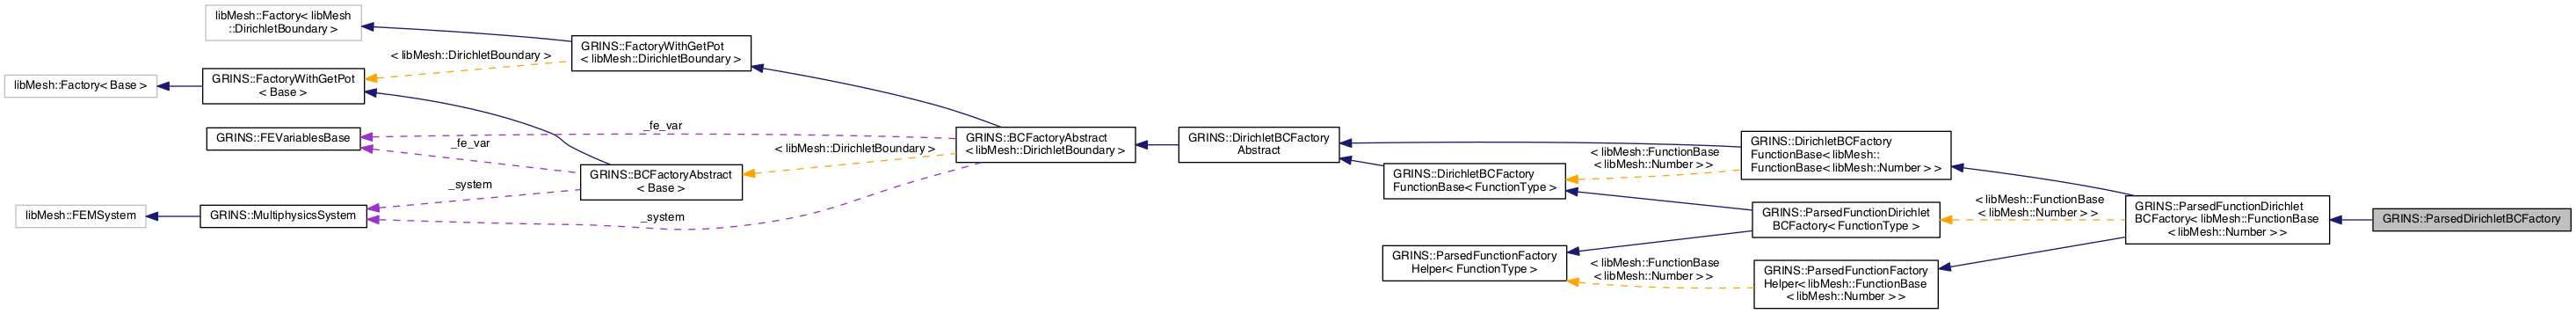 libMesh::Factory< libMesh
::DirichletBoundary >
libMesh::Factory< Base >
GRINS::FactoryWithGetPot
< Base >
GRINS::FEVariablesBase
libMesh::FEMSystem
GRINS::MultiphysicsSystem
< libMesh::DirichletBoundary >
GRINS::FactoryWithGetPot
< libMesh::DirichletBoundary >
_fe_var
_fe_var
_system
_system
GRINS::BCFactoryAbstract
< Base >
< libMesh::DirichletBoundary >
GRINS::BCFactoryAbstract
< libMesh::DirichletBoundary >
GRINS::DirichletBCFactory
Abstract
GRINS::DirichletBCFactory
FunctionBase< FunctionType >
GRINS::ParsedFunctionFactory
Helper< FunctionType >
< libMesh::FunctionBase
< libMesh::Number >>
< libMesh::FunctionBase
< libMesh::Number >>
GRINS::DirichletBCFactory
FunctionBase< libMesh::
FunctionBase< libMesh::Number >>
GRINS::ParsedFunctionDirichlet
BCFactory< FunctionType >
GRINS::ParsedFunctionFactory
Helper< libMesh::FunctionBase
< libMesh::Number >>
< libMesh::FunctionBase
< libMesh::Number >>
GRINS::ParsedFunctionDirichlet
BCFactory< libMesh::FunctionBase
< libMesh::Number >>
GRINS::ParsedDirichletBCFactory